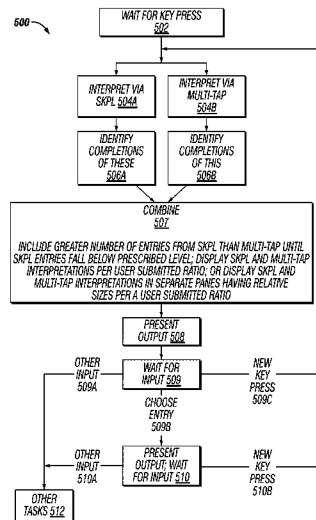 500
WAIT FOR KEY PRESS
502
INTERPRET VIA
SKPL 504A
INTERPRET VIA
MULTI-TAP
504B
IDENTIFY
COMPLETIONS
OF THESE
506A
IDENTIFY
COMPLETIONS
OF THIS
506B
COMBINE
507
INCLUDE GREATER NUMBER OF ENTRIES FROM SKPL THAN MULTI-TAP UNTIL
SKPL ENTRIES FALL BELOW PRESCRIBED LEVEL; DISPLAY SKPL AND MULTI-TAP
INTERPRETATIONS PER USER SUBMITTED RATIO; OR DISPLAY SKPL AND
MULTI-TAP INTERPRETATIONS IN SEPARATE PANES HAVING RELATIVE
SIZES PER A USER SUBMITTED RATIO
PRESENT
OUTPUT 508
OTHER
INPUT
509A
WAIT FOR
INPUT 509
NEW
KEY
PRESS
509C
CHOOSE
ENTRY
509B
OTHER
INPUT
510A
PRESENT
OUTPUT; WAIT
FOR INPUT 510
NEW
KEY
PRESS
510B
OTHER
TASKS 512